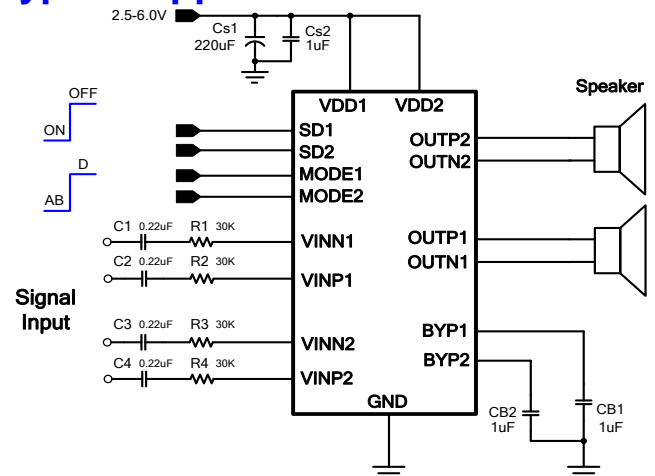 2.5-6.0V
Cs1
220uF
Cs2
1uF
OFF
ON
D
AB
VDD1 VDD2
SD1
SD2
MODE1
MODE2
VINN1
VINP1
VINN2
VINP2
GND
OUTP2
OUTN2
OUTP1
OUTN1
BYP1
BYP2
Speaker
C1 0.22uF R1 30K
C2 0.22uF R2 30K
C3 0.22uF R3 30K
C4 0.22uF R4 30K
Signal
Input
CB2
1uF
CB1
1uF